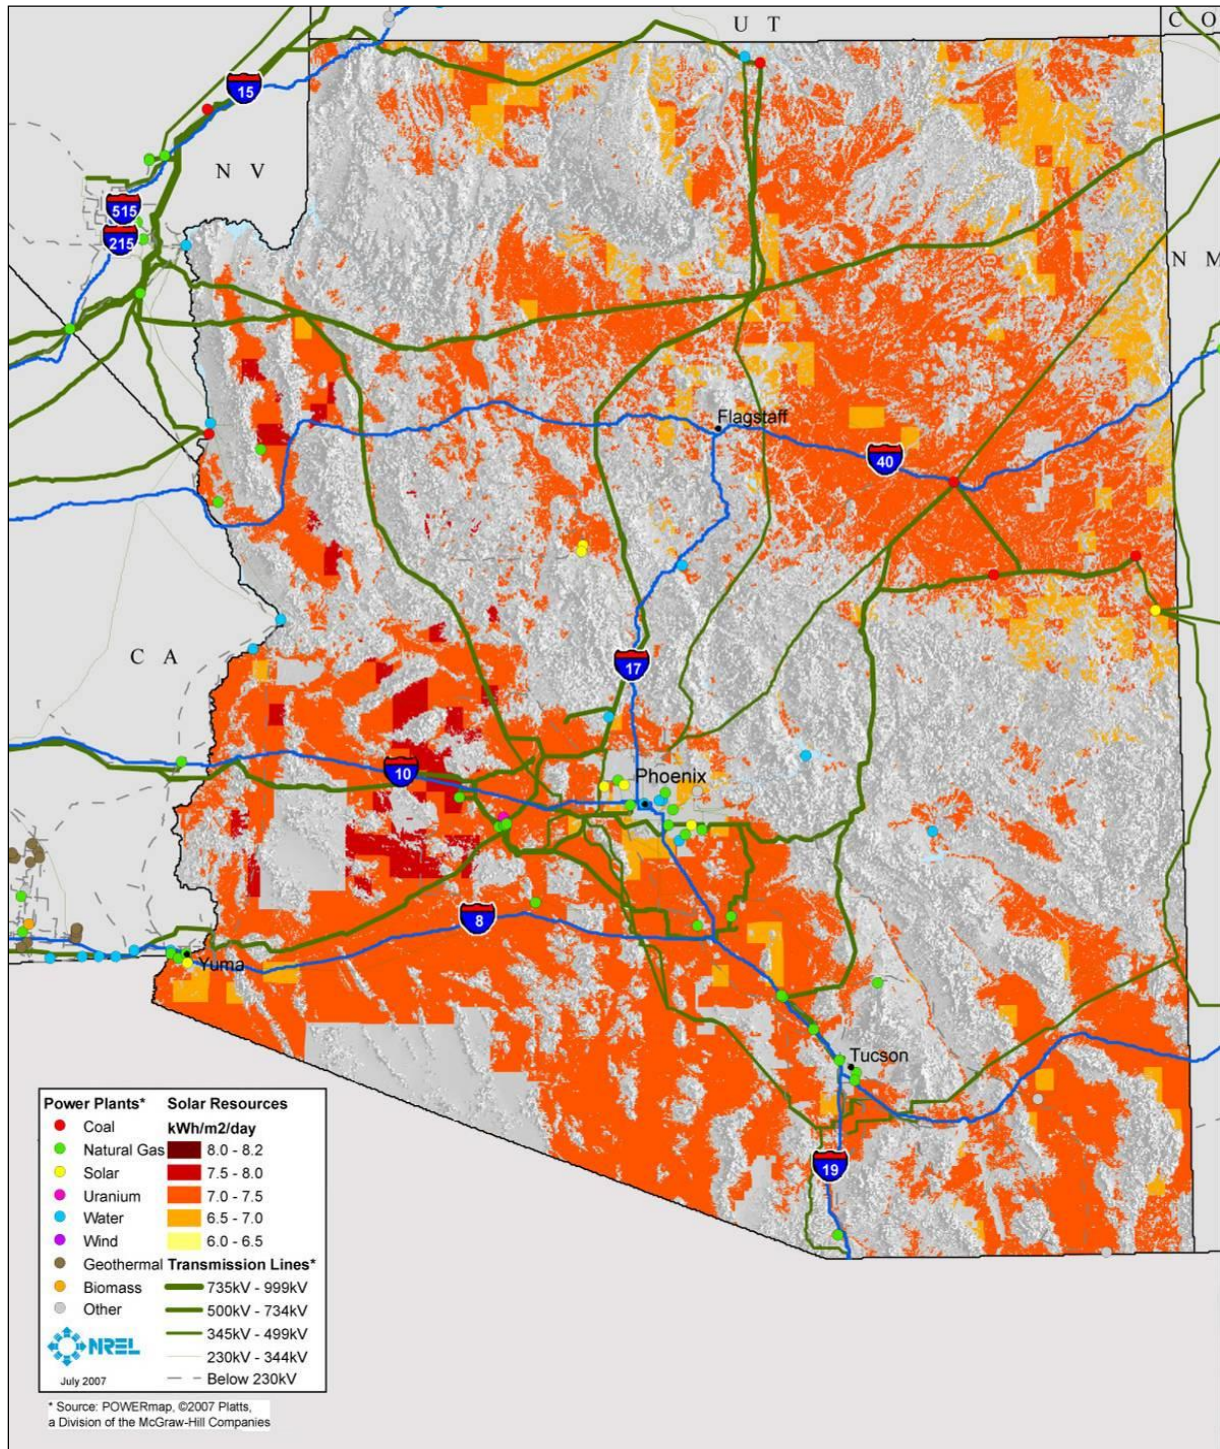 U T
C O
15
N V
515
215
N M
Flagstaff
40
17
C A
10
Phoenix
8
Yuma
Tucson
19
Power Plants*
Coal
Natural Gas
Solar
Uranium
Water
Wind
Geothermal
Biomass
Other
NREL
July 2007
Solar Resources
kWh/m2/day
8.0 - 8.2
7.5 - 8.0
7.0 - 7.5
6.5 - 7.0
6.0 - 6.5
Transmission Lines*
735kV - 999kV
500kV - 734kV
345kV - 499kV
230kV - 344kV
Below 230kV
* Source: POWERmap, ©2007 Platts,
a Division of the McGraw-Hill Companies